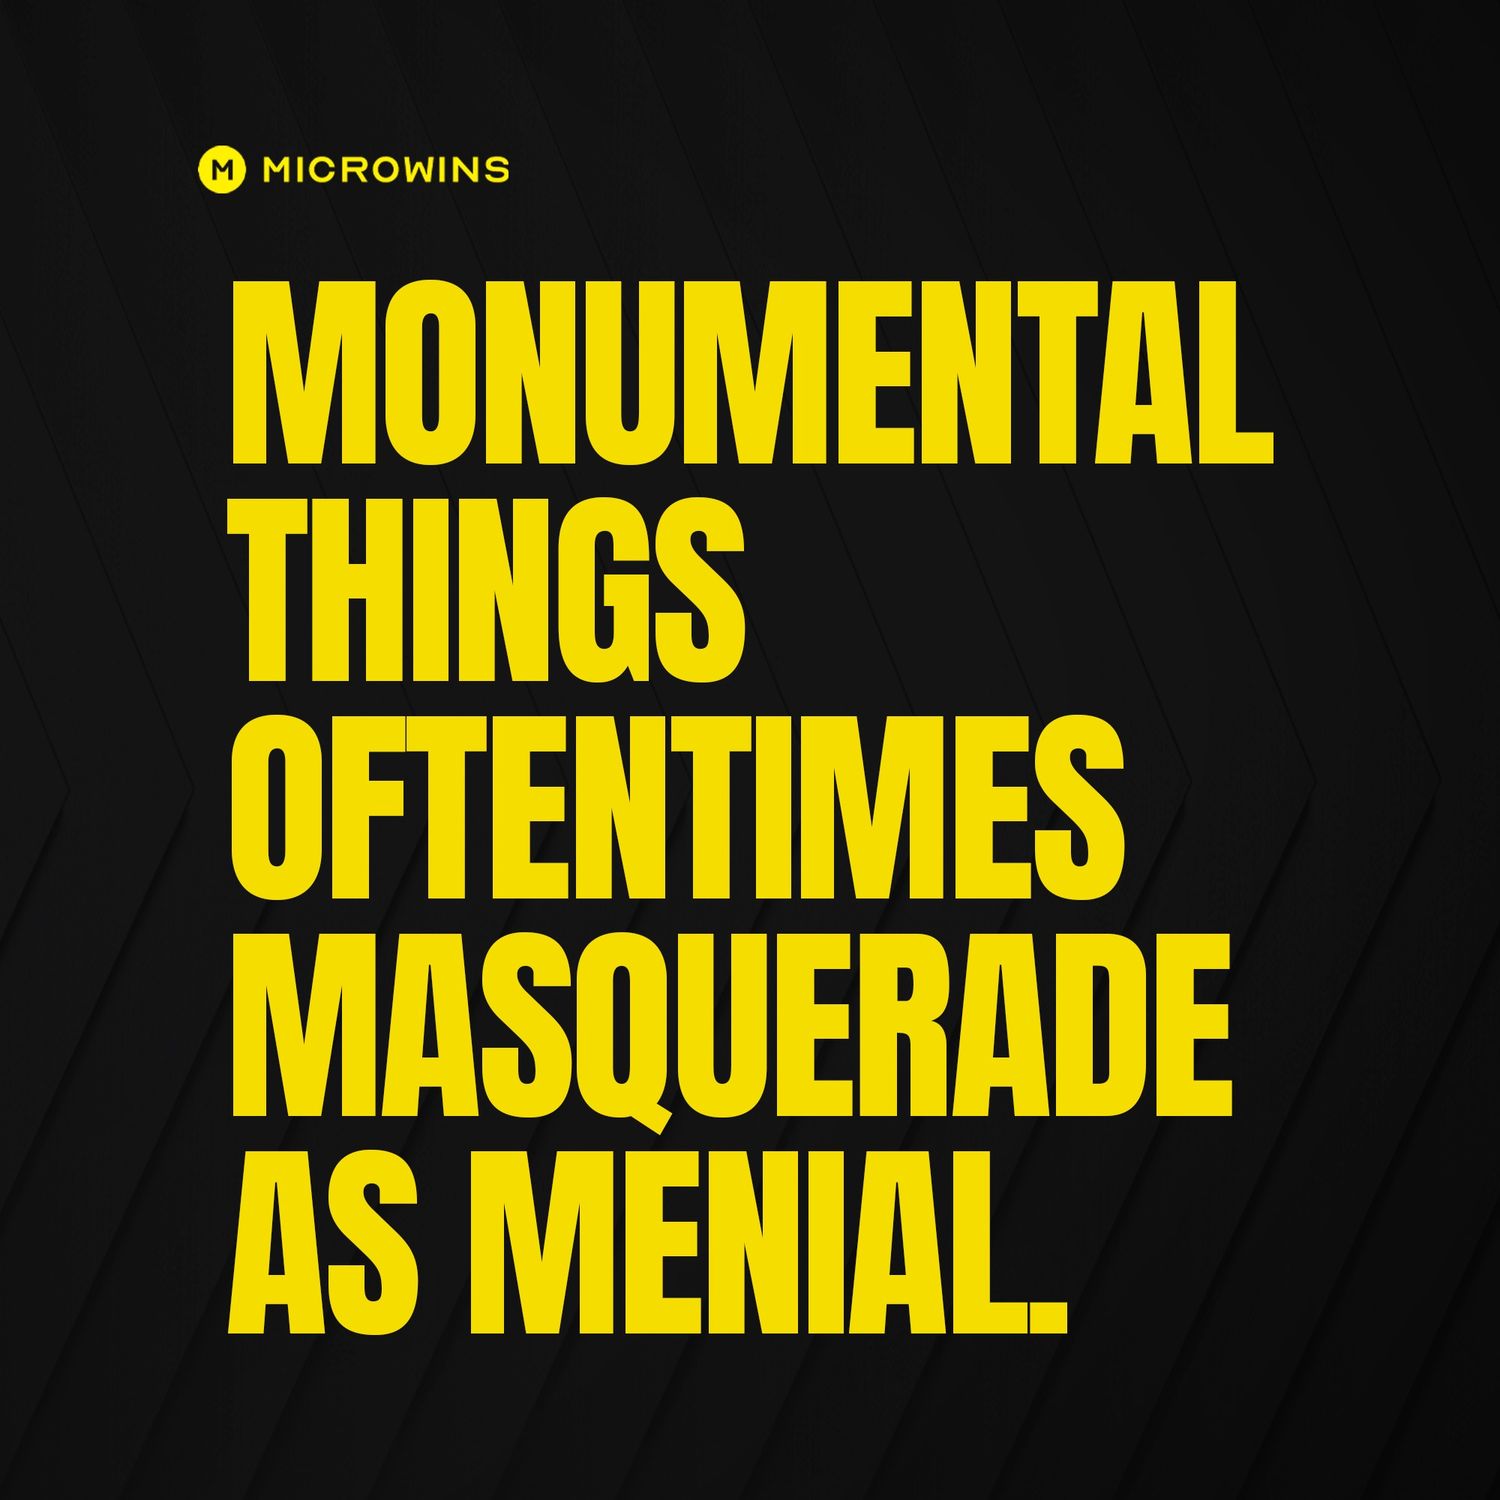 M MICROWINS
MONUMENTAL
THINGS
OFTENTIMES
MASQUERADE
AS MENIAL.